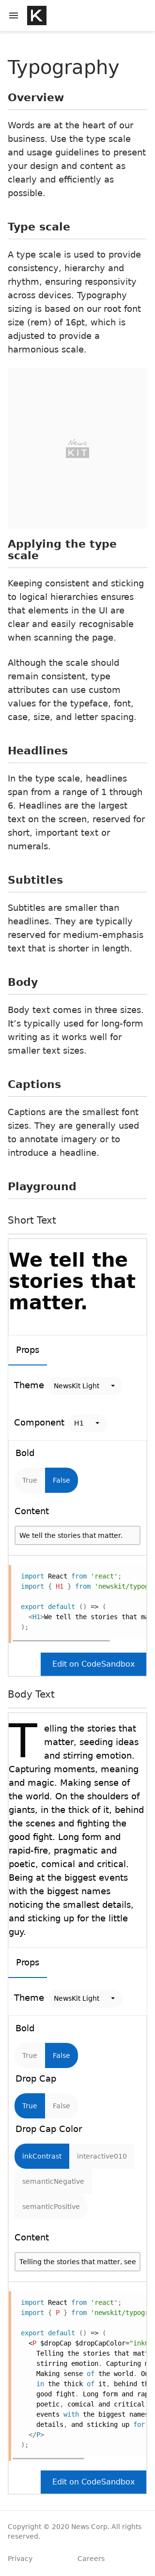 K
Typography
Overview
Words are at the heart of our
business. Use the type scale
and usage guidelines to present
your design and content as
clearly and efficiently as
possible.
Type scale
A type scale is used to provide
consistency, hierarchy and
rhythm, ensuring responsivity
across devices. Typography
sizing is based on our root font
size (rem) of 16pt, which is
adjusted to provide a
harmonious scale.
News
KIT
Applying the type
scale
Keeping consistent and sticking
to logical hierarchies ensures
that elements in the UI are
clear and easily recognisable
when scanning the page.
Although the scale should
remain consistent, type
attributes can use custom
values for the typeface, font,
case, size, and letter spacing.
Headlines
In the type scale, headlines
span from a range of 1 through
6. Headlines are the largest
text on the screen, reserved for
short, important text or
numerals.
Subtitles
Subtitles are smaller than
headlines. They are typically
reserved for medium-emphasis
text that is shorter in length.
Body
Body text comes in three sizes.
It's typically used for long-form
writing as it works well for
smaller text sizes.
Captions
Captions are the smallest font
sizes. They are generally used
to annotate imagery or to
introduce a headline.
Playground
Short Text
We tell the
stories that
matter.
Props
Theme NewsKit Light
Component H1
Bold
True False
Content
We tell the stories that matter.
import React from 'react';
import { H1 } from 'newskit/typog
export default () => (
<H1>We tell the stories that ma
);
Edit on CodeSandbox
Body Text
Telling the stories that
matter, seeding ideas
and stirring emotion.
Capturing moments, meaning
and magic. Making sense of
the world. On the shoulders of
giants, in the thick of it, behind
the scenes and fighting the
good fight. Long form and
rapid-fire, pragmatic and
poetic, comical and critical.
Being at the biggest events
with the biggest names
noticing the smallest details,
and sticking up for the little
guy.
Props
Theme NewsKit Light
Bold
True False
Drop Cap
True False
Drop Cap Color
inkContrast interactive010
semanticNegative
semanticPositive
Content
Telling the stories that matter, see
import React from 'react';
import { P } from 'newskit/typogr
export default () => (
<P $dropCap $dropCapColor="ink
Telling the stories that matt
stirring emotion. Capturing m
Making sense of the world. On
in the thick of it, behind th
good fight. Long form and rap
poetic, comical and critical.
events with the biggest names
details, and sticking up for
</P>
);
Edit on CodeSandbox
Copyright © 2020 News Corp. All rights
reserved.
Privacy Careers